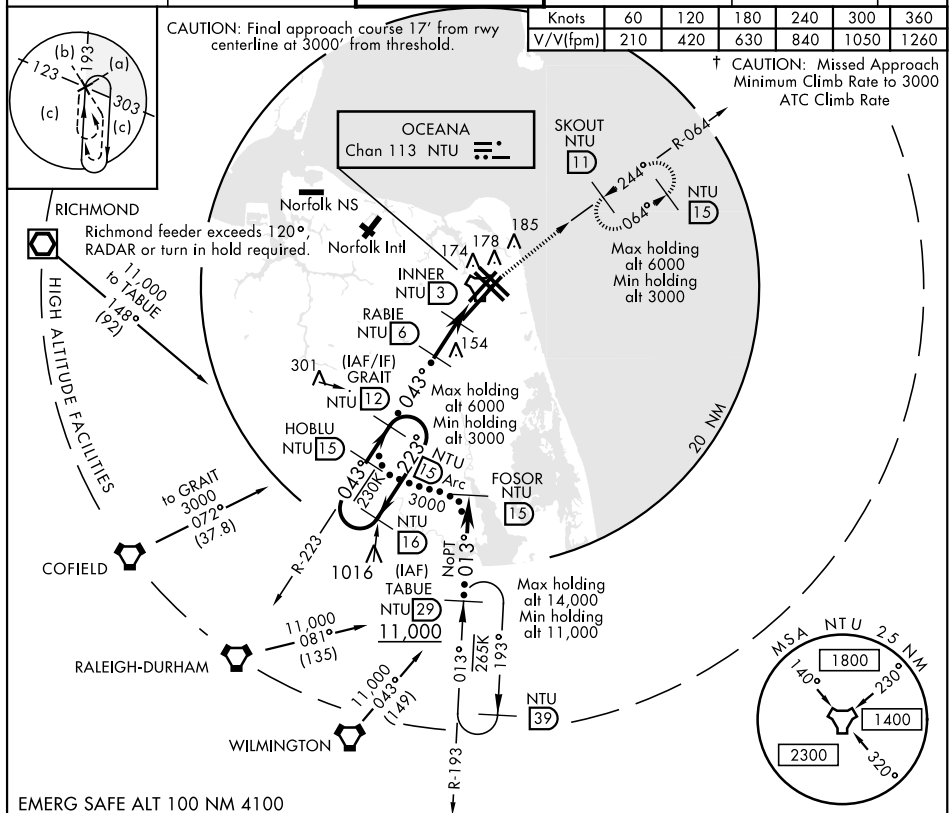 CAUTION: Final approach course 17' from rwy
centerline at 3000' from threshold.
Knots 60 120 180 240 300 360
V/V(fpm) 210 420 630 840 1050 1260
† CAUTION: Missed Approach
Minimum Climb Rate to 3000
ATC Climb Rate
(b)
193
(a)
123
303
(c)
(c)
OCEANA
Chan 113 NTU
SKOUT
NTU
11
R-064
244°
064°
NTU
15
Max holding
alt 6000
Min holding
alt 3000
Norfolk NS
Norfolk Intl
RICHMOND
Richmond feeder exceeds 120°,
RADAR or turn in hold required.
11,000
to TABUE
148°
(92)
HIGH ALTITUDE FACILITIES
185
178
174
INNER
NTU 3
RABIE
NTU 6
154
(IAF/IF)
GRAIT
NTU 12
301
043°
Max holding
alt 6000
Min holding
alt 3000
20 NM
HOBLU
NTU 15
043°
230K
223°
NTU
15 Arc
3000
FOSOR
NTU
15
NTU
16
1016
R-223
to GRAIT
3000
072°
(37.8)
COFIELD
NoPT
013°
(IAF)
TABUE
NTU 29
11,000
Max holding
alt 14,000
Min holding
alt 11,000
11,000
081°
(135)
RALEIGH-DURHAM
013°
265K
193°
11,000
043°
(149)
WILMINGTON
NTU
39
R-193
MSA NTU 25 NM
1800
140°
230°
1400
2300
320°
EMERG SAFE ALT 100 NM 4100